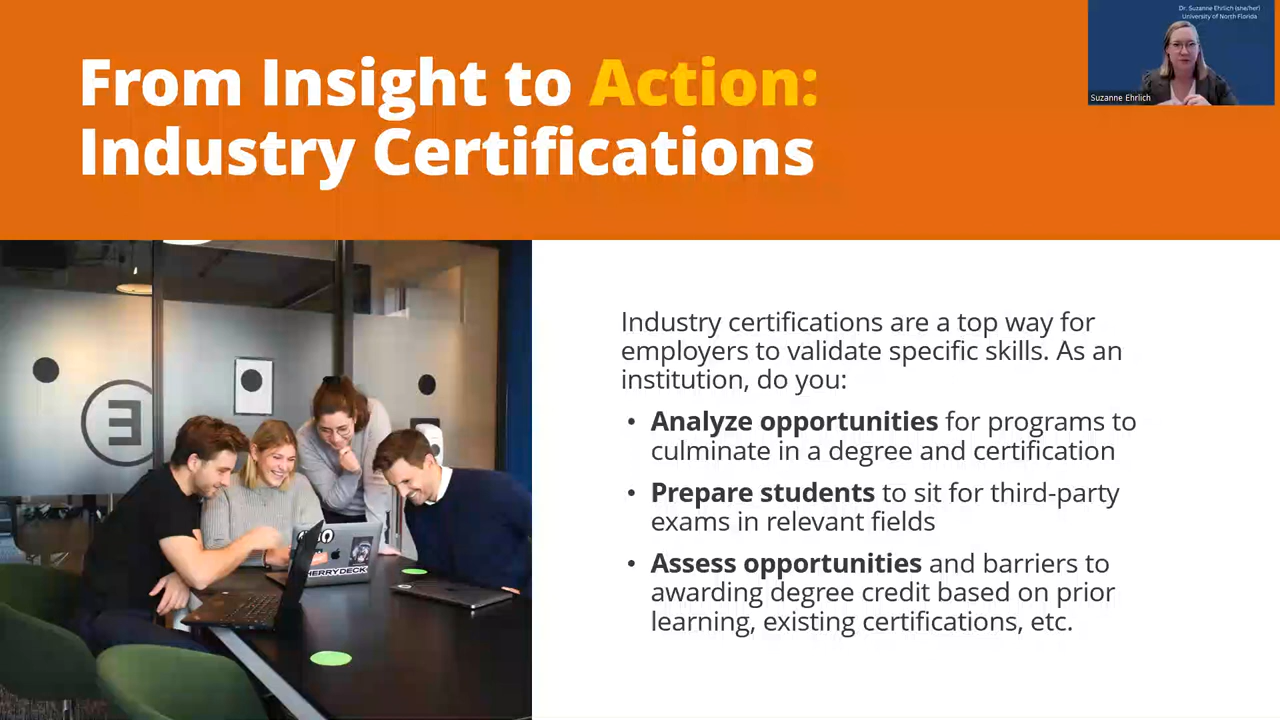 Dr. Suzanne Ehrlich (she/her)
University of North Florida
Suzanne Ehrlich
From Insight to Action:
Industry Certifications
Industry certifications are a top way for
employers to validate specific skills. As an
institution, do you:
• Analyze opportunities for programs to
culminate in a degree and certification
• Prepare students to sit for third-party
exams in relevant fields
• Assess opportunities and barriers to
awarding degree credit based on prior
learning, existing certifications, etc.
HERRYDECK